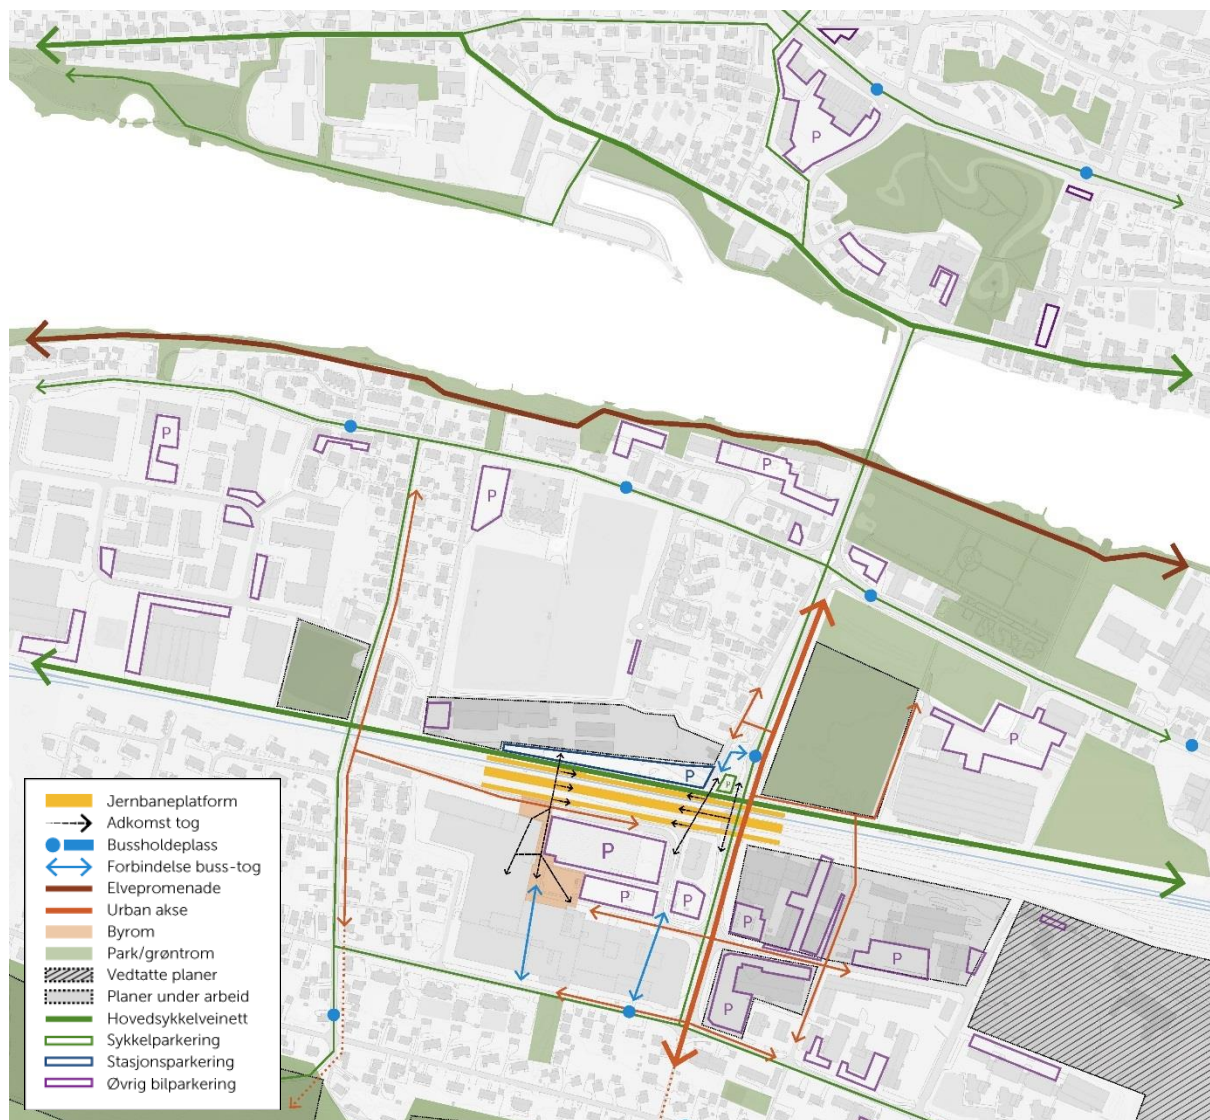 P
P
P
P
P
P
P
P
P
P
P
P
P
P
Jernbaneplatform
Adkomst tog
Bussholdeplass
Forbindelse buss-tog
Elvepromenade
Urban akse
Byrom
Park/grøntrom
Vedtatte planer
Planer under arbeid
Hovedsykkelveinett
Sykkelparkering
Stasjonsparkering
Øvrig bilparkering